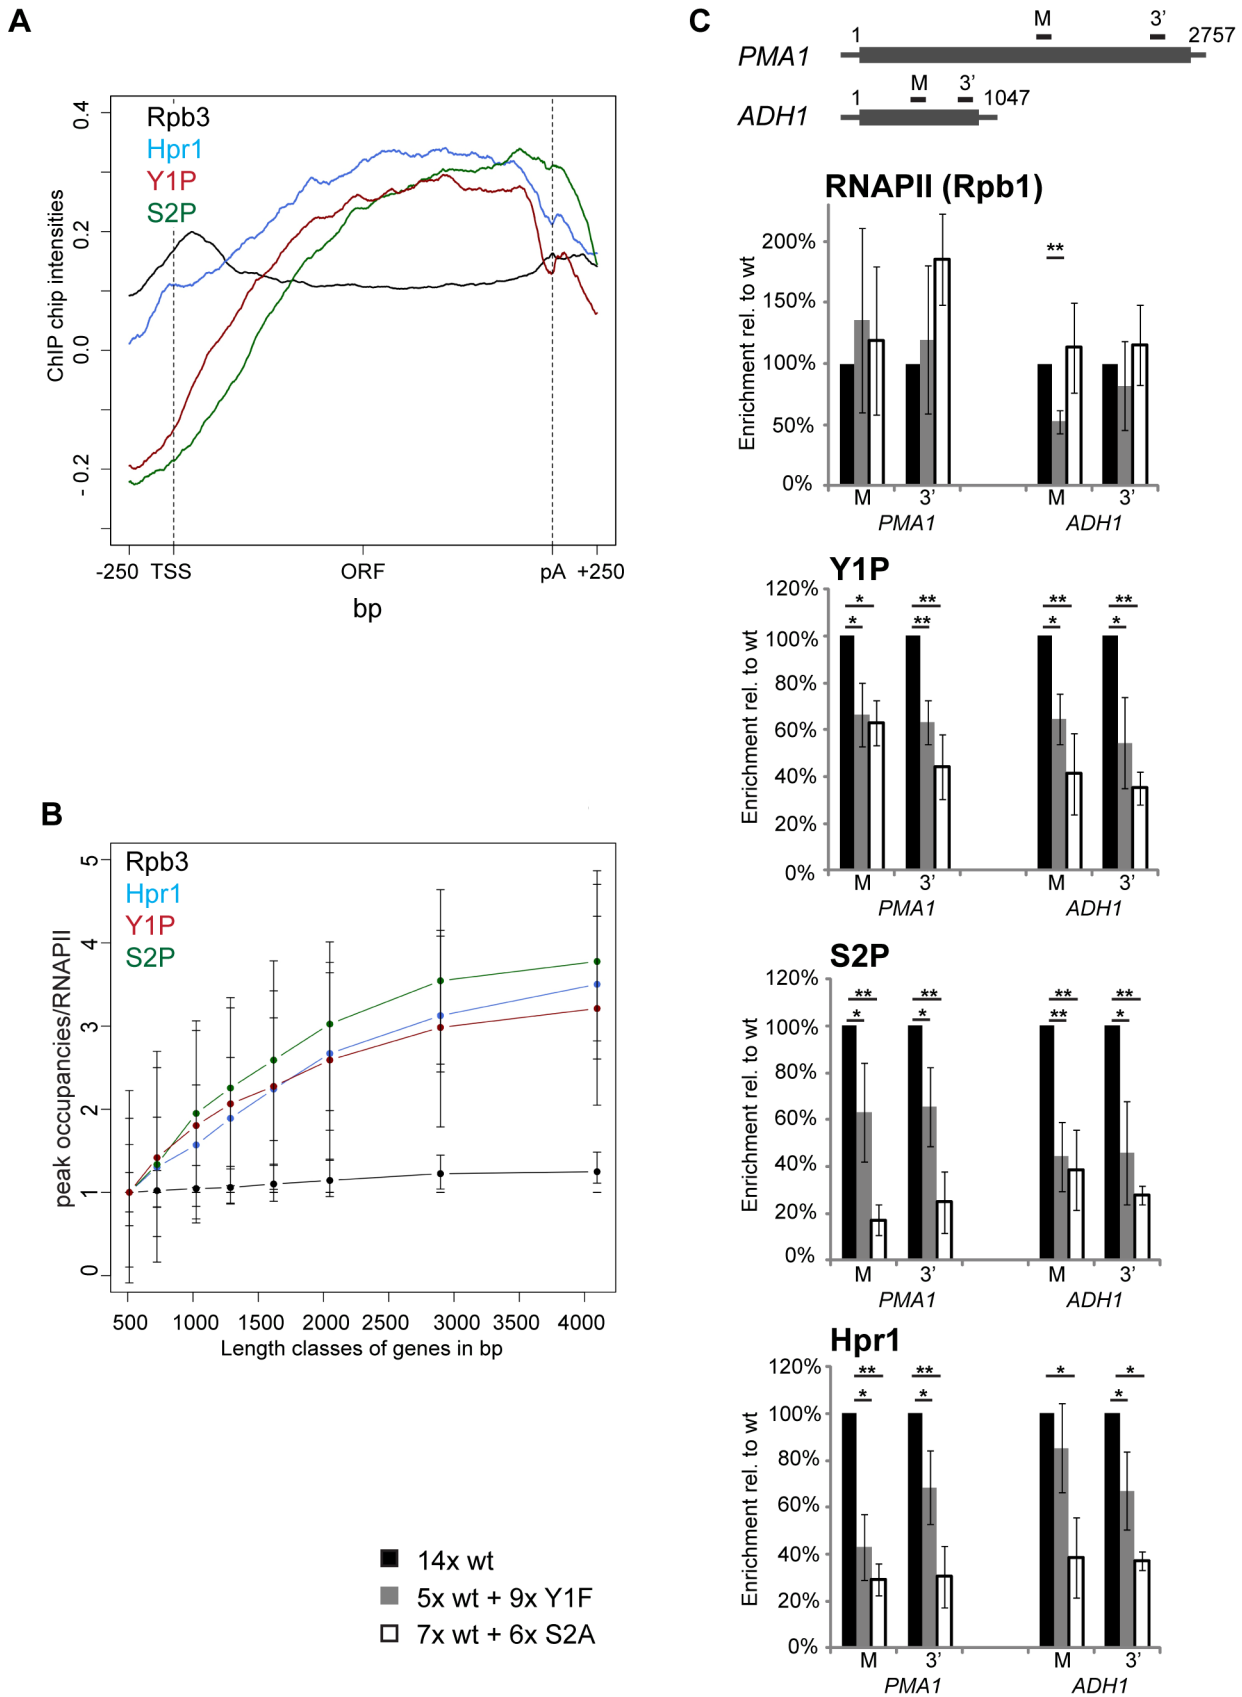 A
0.4
0.2
0.0
- 0.2
ChIP chip intensities
Rpb3
Hpr1
Y1P
S2P
-250 TSS ORF pA +250
bp
B
5
4
3
2
1
0
peak occupancies/RNAPII
Rpb3
Hpr1
Y1P
S2P
500 1000 1500 2000 2500 3000 3500 4000
Length classes of genes in bp
14x wt
5x wt + 9x Y1F
7x wt + 6x S2A
C
M 3’
1 2757
PMA1
M 3’
1 1047
ADH1
RNAPII (Rpb1)
Enrichment rel. to wt
200%
150%
100%
50%
0%
**
M 3’ M 3’
PMA1 ADH1
Y1P
Enrichment rel. to wt
120%
100%
80%
60%
40%
20%
0%
* ** ** **
* ** * *
M 3’ M 3’
PMA1 ADH1
S2P
Enrichment rel. to wt
120%
100%
80%
60%
40%
20%
0%
** ** ** **
* * ** *
M 3’ M 3’
PMA1 ADH1
Hpr1
Enrichment rel. to wt
120%
100%
80%
60%
40%
20%
0%
** ** * *
* * *
M 3’ M 3’
PMA1 ADH1